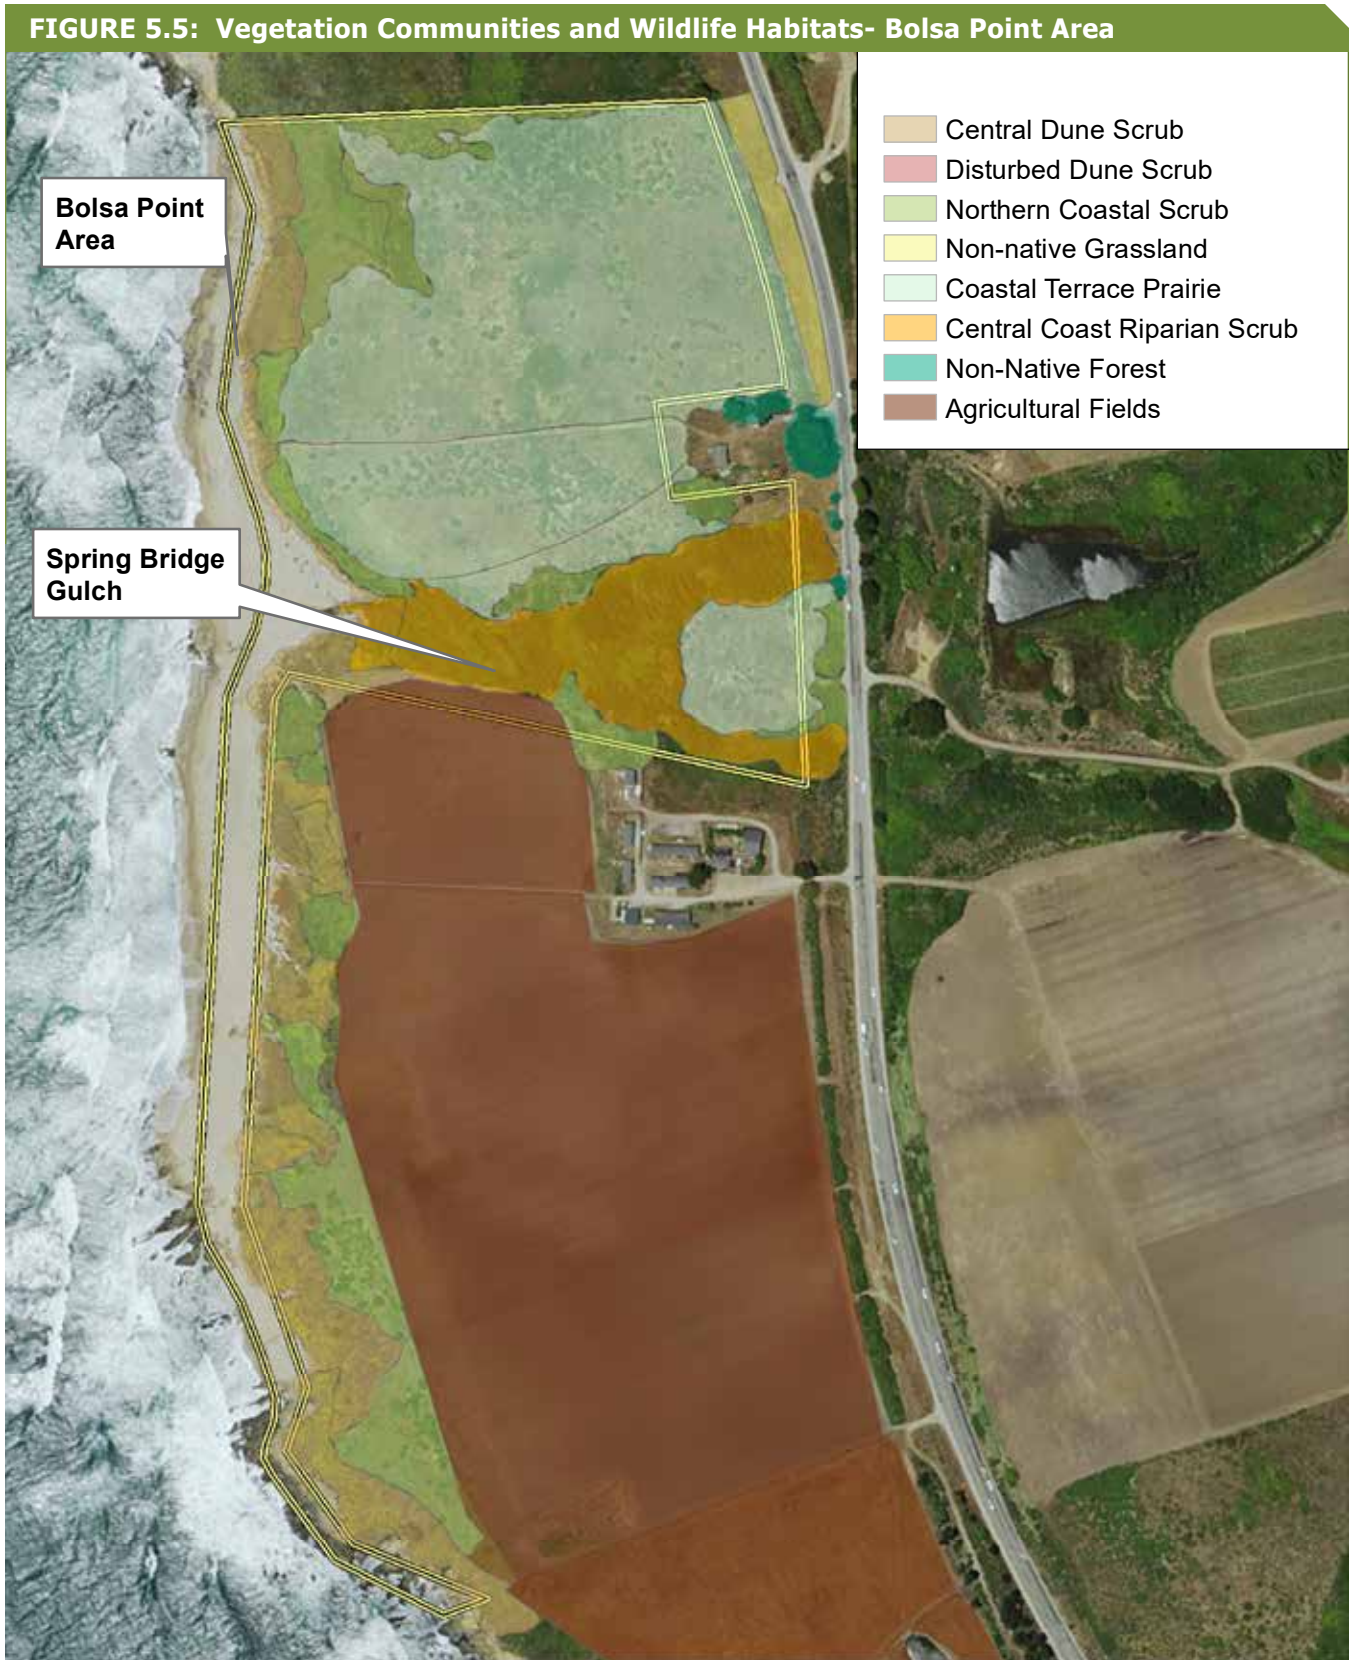 FIGURE 5.5: Vegetation Communities and Wildlife Habitats- Bolsa Point Area
Central Dune Scrub
Disturbed Dune Scrub
Northern Coastal Scrub
Non-native Grassland
Coastal Terrace Prairie
Central Coast Riparian Scrub
Non-Native Forest
Agricultural Fields
Bolsa Point
Area
Spring Bridge
Gulch